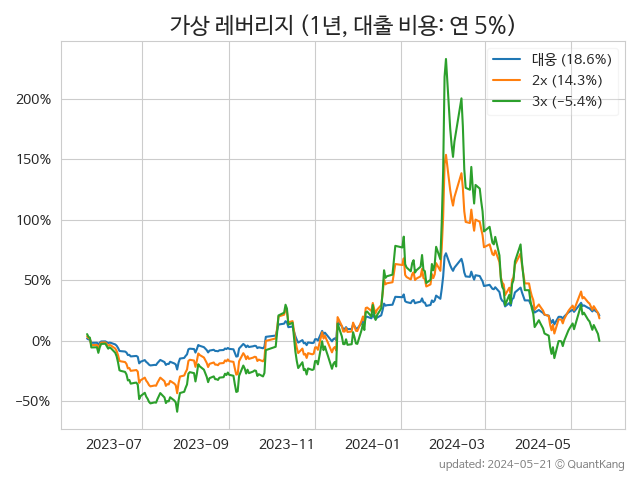 가상 레버리지 (1년, 대출 비용: 연 5%)
대웅 (18.6%)
2x (14.3%)
3x (−5.4%)
200%
150%
100%
50%
0%
−50%
2023-07
2023-09
2023-11
2024-01
2024-03
2024-05
updated: 2024-05-21 © QuantKang